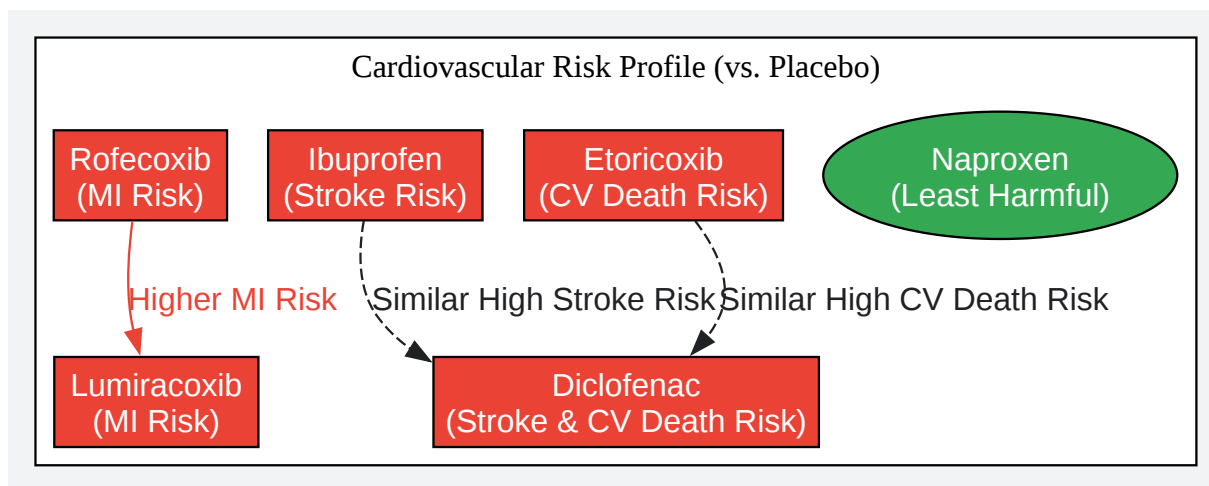 Cardiovascular Risk Profile (vs. Placebo)
Rofecoxib
(MI Risk)
Ibuprofen
(Stroke Risk)
Etoricoxib
(CV Death Risk)
Naproxen
(Least Harmful)
Higher MI Risk
Similar High Stroke Risk
Similar High CV Death Risk
Lumiracoxib
(MI Risk)
Diclofenac
(Stroke & CV Death Risk)